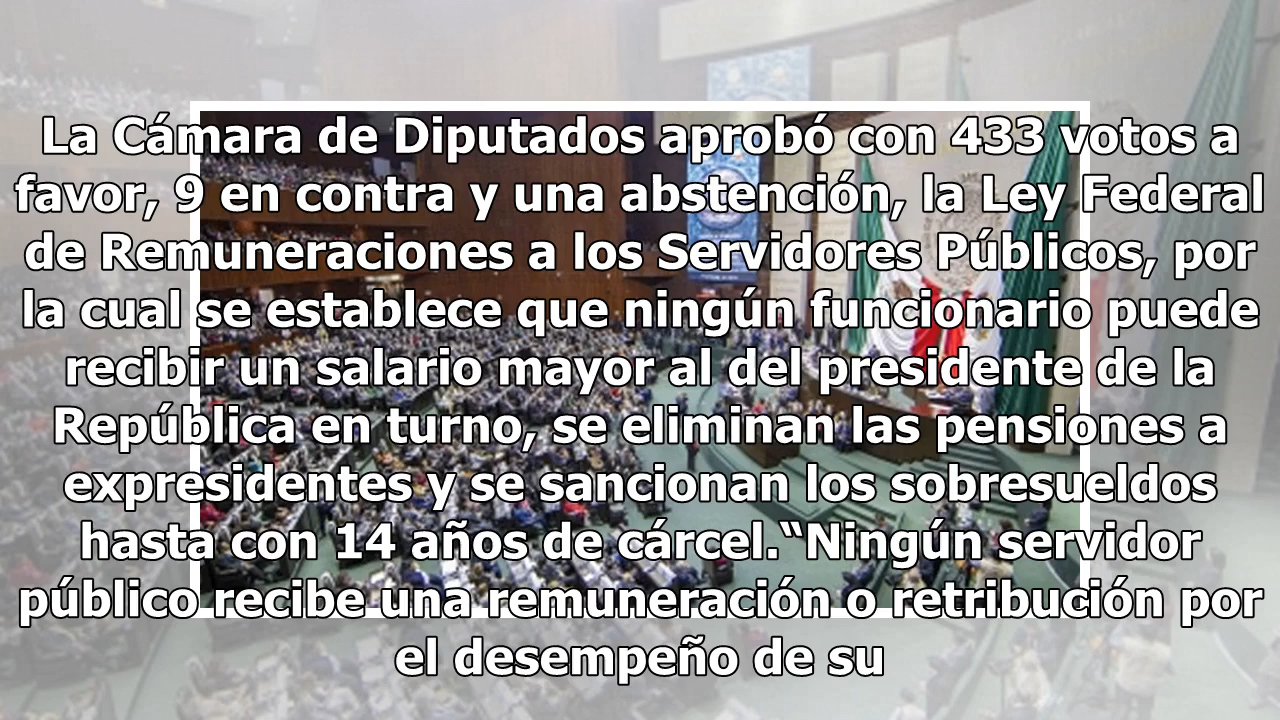 La Cámara de Diputados aprobó con 433 votos a
favor, 9 en contra y una abstención, la Ley Federal
de Remuneraciones a los Servidores Públicos, por
la cual se establece que ningún funcionario puede
recibir un salario mayor al del presidente de la
República en turno, se eliminan las pensiones a
expresidentes y se sancionan los sobresueldos
hasta con 14 años de cárcel.“Ningún servidor
público recibe una remuneración o retribución por
el desempeño de su